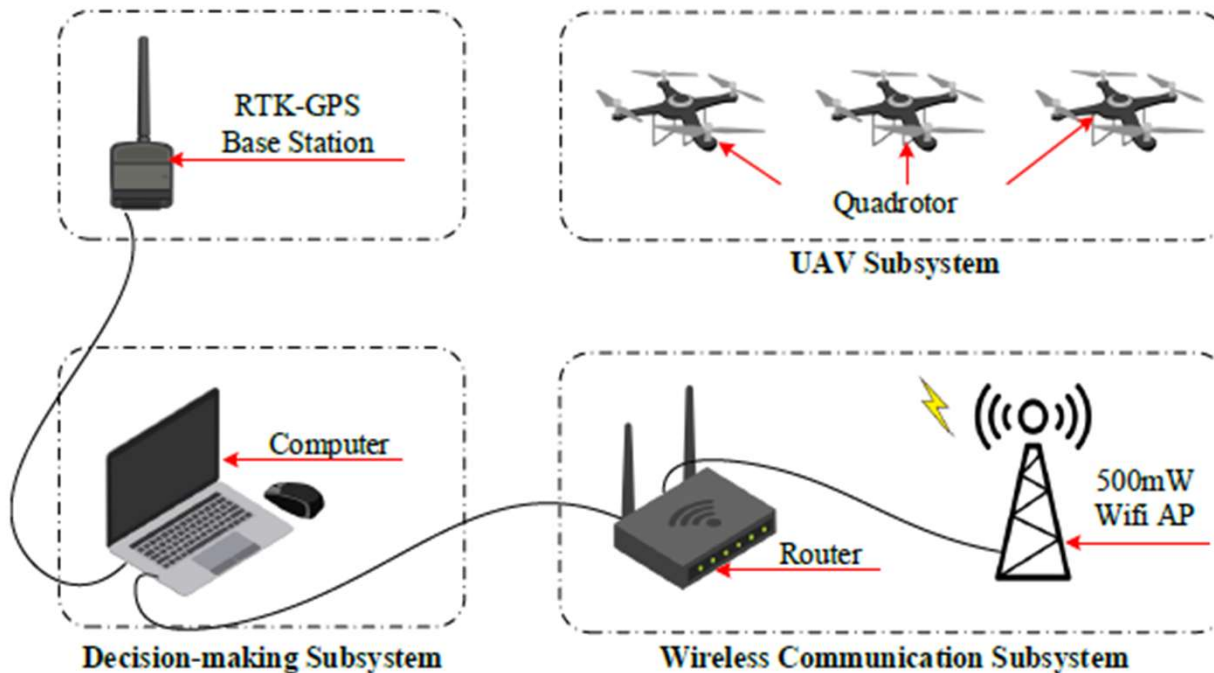 RTK-GPS
Base Station
Quadrotor
UAV Subsystem
Computer
500mW
Wifi AP
Router
Decision-making Subsystem
Wireless Communication Subsystem